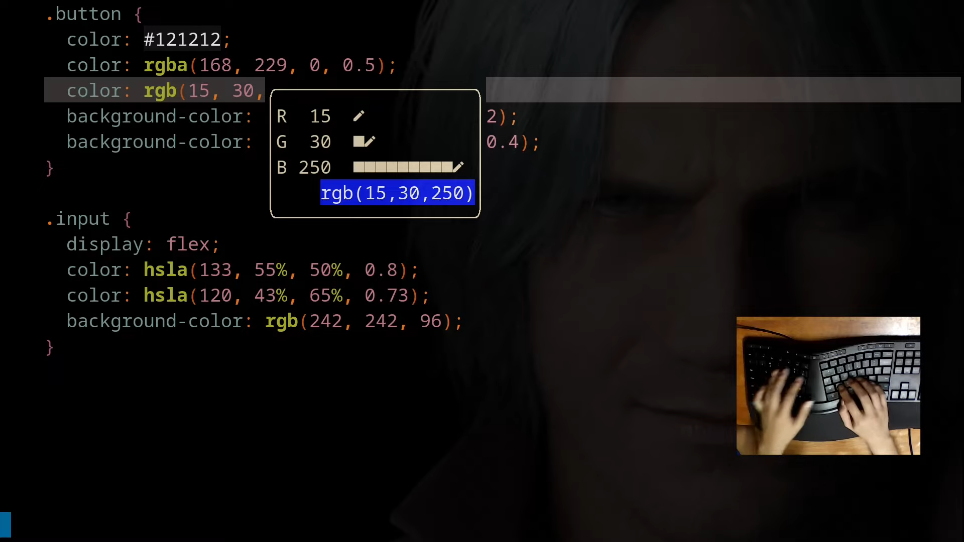 .button {
color: #121212;
color: rgba(168, 229, 0, 0.5);
color: rgb(15, 30,
background-color: 2);
background-color: 0.4);
}
R 15
G 30
B 250
rgb(15,30,250)
.input {
display: flex;
color: hsla(133, 55%, 50%, 0.8);
color: hsla(120, 43%, 65%, 0.73);
background-color: rgb(242, 242, 96);
}